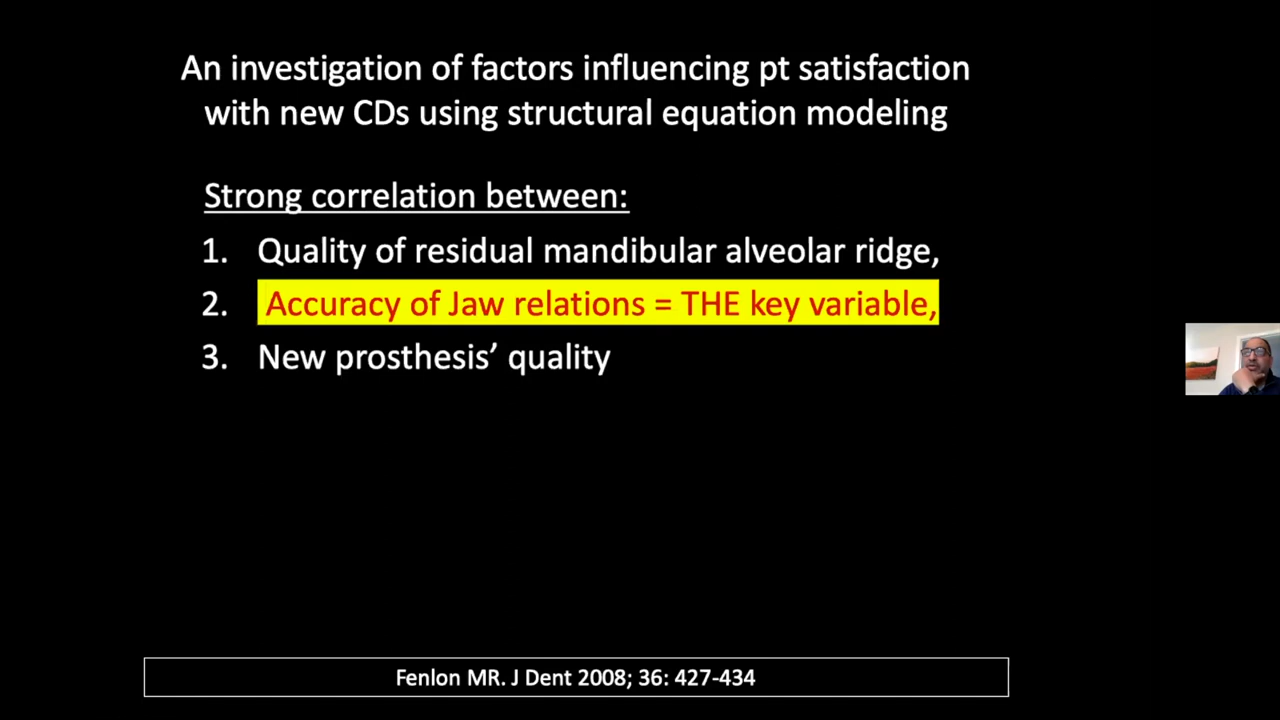 An investigation of factors influencing pt satisfaction
with new CDs using structural equation modeling
Strong correlation between:
1. Quality of residual mandibular alveolar ridge,
2. Accuracy of Jaw relations = THE key variable,
3. New prosthesis’ quality
Fenlon MR. J Dent 2008; 36: 427-434